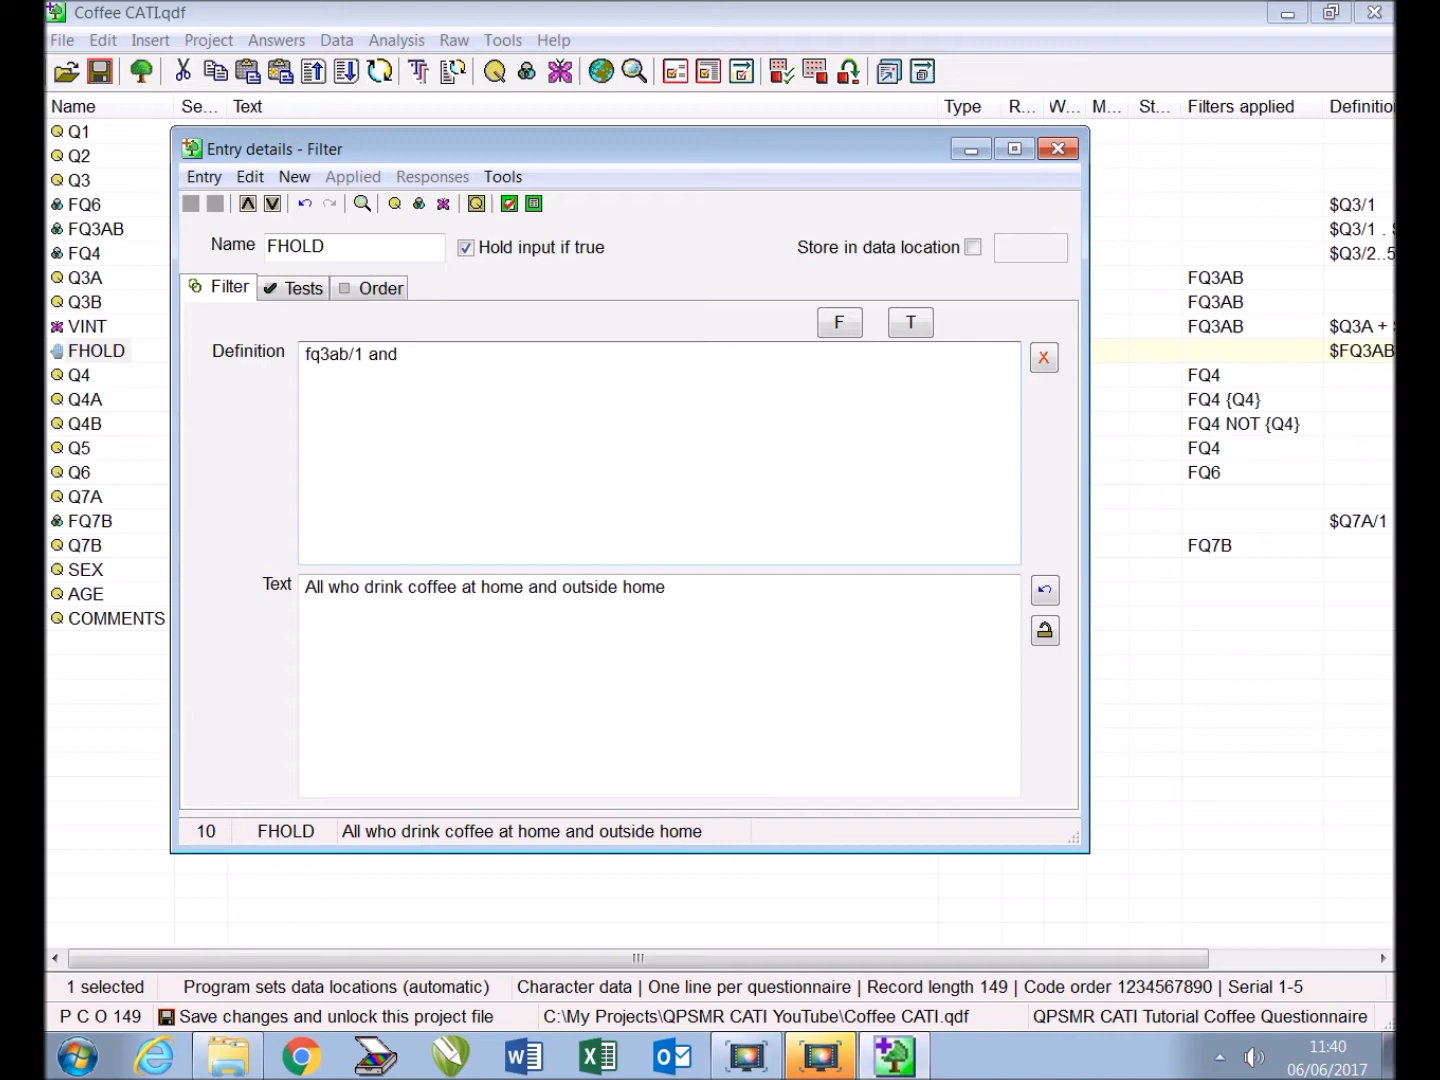 Coffee CATI.qdf
File Edit Insert Project Answers Data Analysis Raw Tools Help
Name Se... Text Type R... W... M... St... Filters applied Definition
Q1
Q2
Q3
FQ6 $Q3/1
FQ3AB $Q3/1 .
FQ4 $Q3/2..5
Q3A FQ3AB
Q3B FQ3AB
VINT FQ3AB $Q3A +
FHOLD $FQ3AB
Q4 FQ4
Q4A FQ4 {Q4}
Q4B FQ4 NOT {Q4}
Q5 FQ4
Q6 FQ6
Q7A
FQ7B $Q7A/1
Q7B FQ7B
SEX
AGE
COMMENTS
Entry details - Filter
Entry Edit New Applied Responses Tools
Name FHOLD Hold input if true Store in data location
Filter Tests Order
F T
Definition fq3ab/1 and
X
Text All who drink coffee at home and outside home
10 FHOLD All who drink coffee at home and outside home
1 selected Program sets data locations (automatic) Character data | One line per questionnaire | Record length 149 | Code order 1234567890 | Serial 1-5
P C O 149 Save changes and unlock this project file C:\My Projects\QPSMR CATI YouTube\Coffee CATI.qdf QPSMR CATI Tutorial Coffee Questionnaire
11:40
06/06/2017